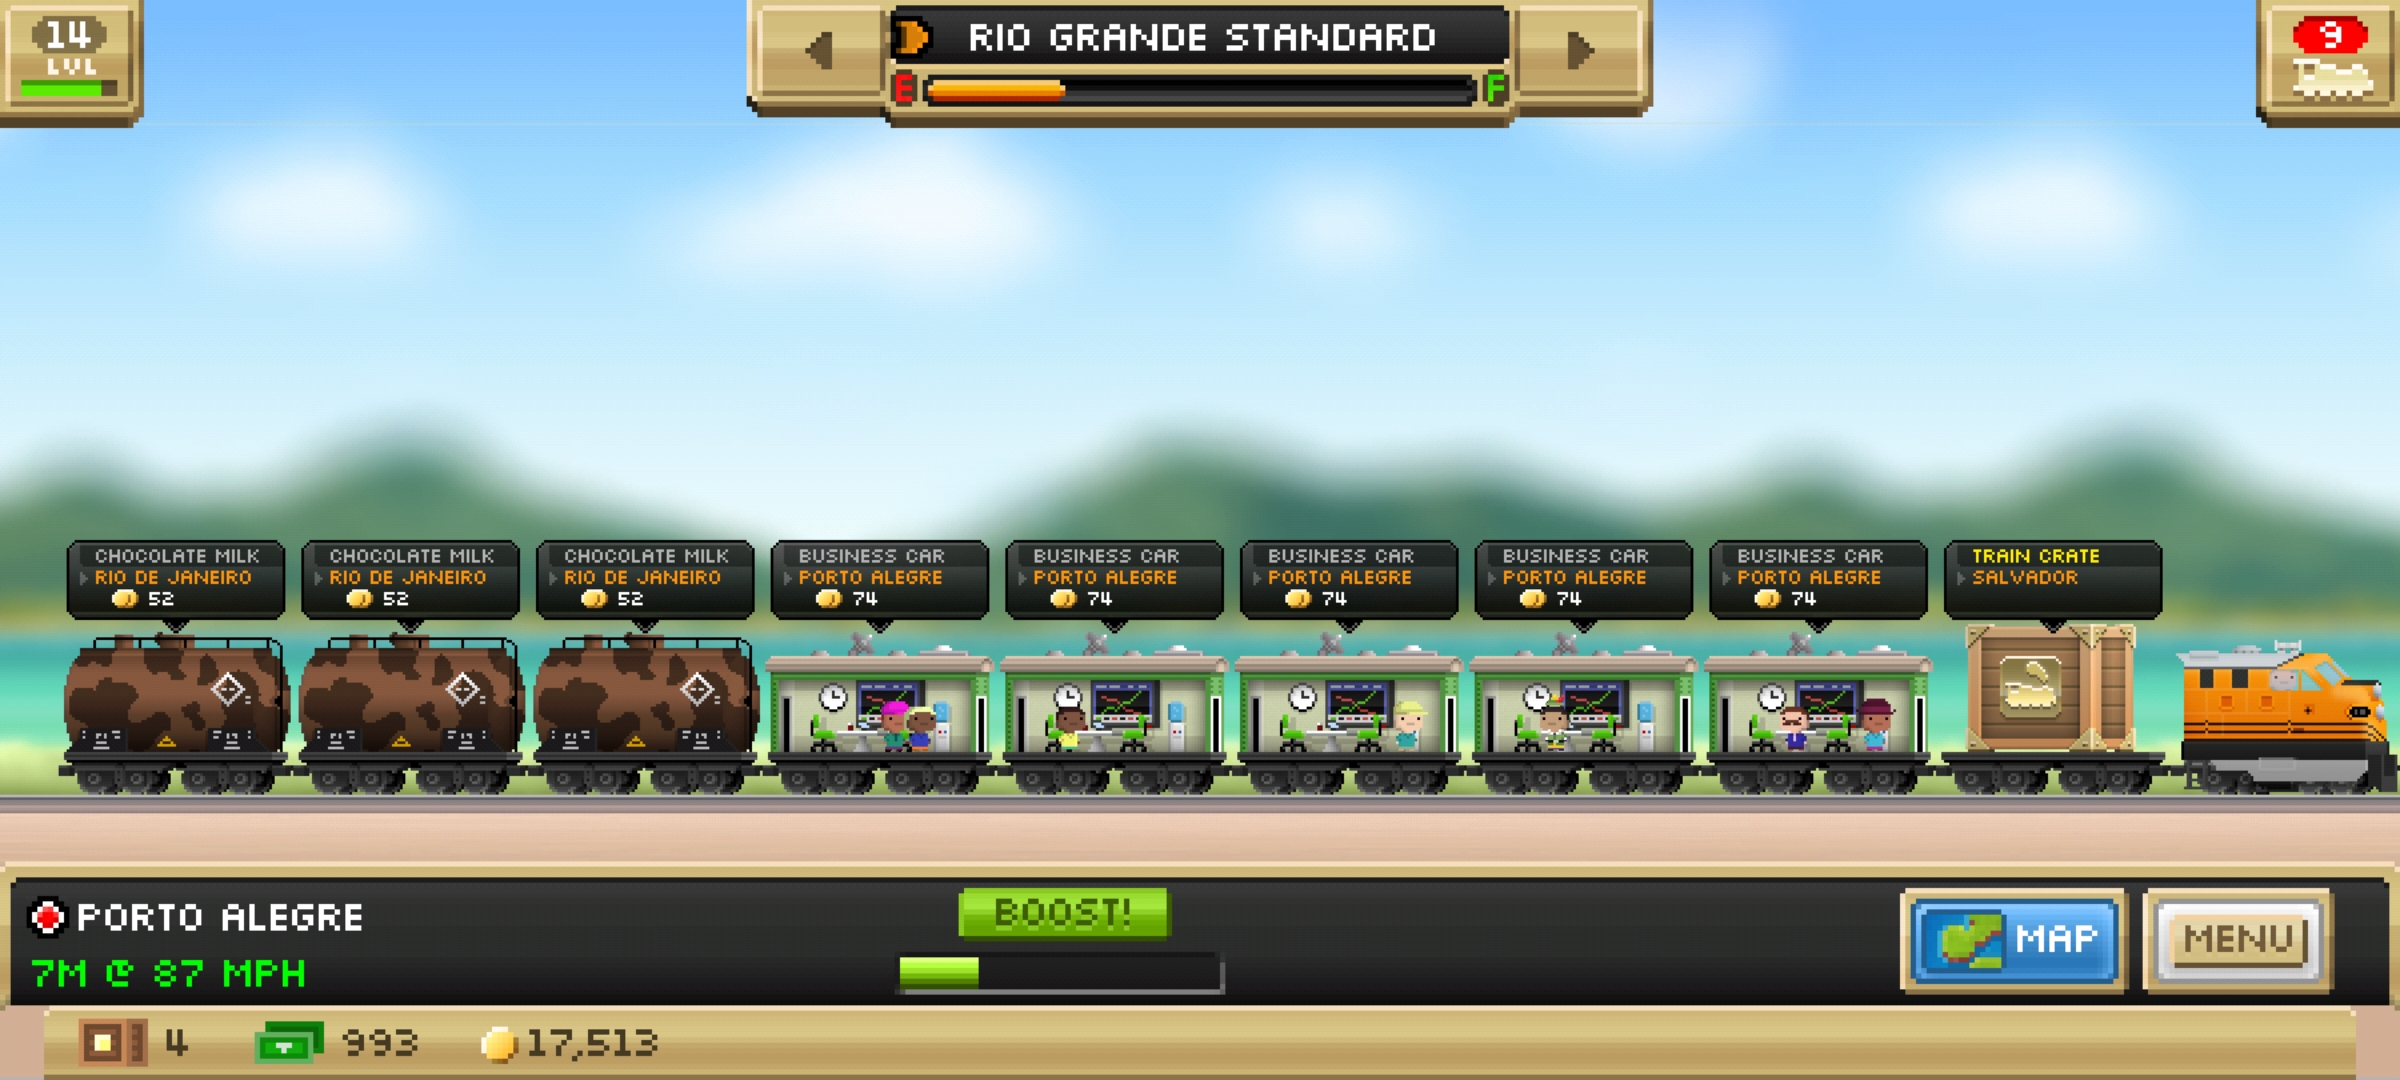 14
LVL
RIO GRANDE STANDARD
E
F
9
CHOCOLATE MILK
RIO DE JANEIRO
52
CHOCOLATE MILK
RIO DE JANEIRO
52
CHOCOLATE MILK
RIO DE JANEIRO
52
BUSINESS CAR
PORTO ALEGRE
74
BUSINESS CAR
PORTO ALEGRE
74
BUSINESS CAR
PORTO ALEGRE
74
BUSINESS CAR
PORTO ALEGRE
74
BUSINESS CAR
PORTO ALEGRE
74
TRAIN CRATE
SALVADOR
PORTO ALEGRE
7M @ 87 MPH
BOOST!
MAP
MENU
4
993
17,513